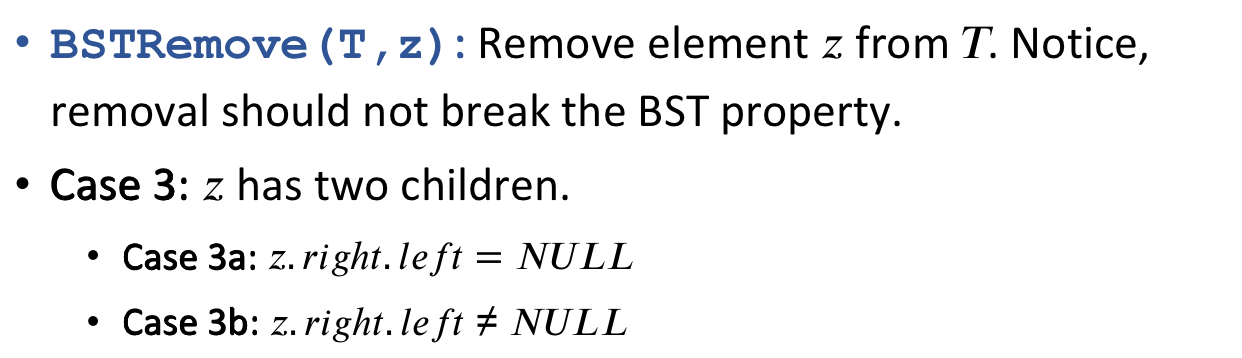 • BSTRemove(T,z): Remove element z from T. Notice,
removal should not break the BST property.
• Case 3: z has two children.
• Case 3a: z.right.left = NULL
• Case 3b: z.right.left ≠ NULL